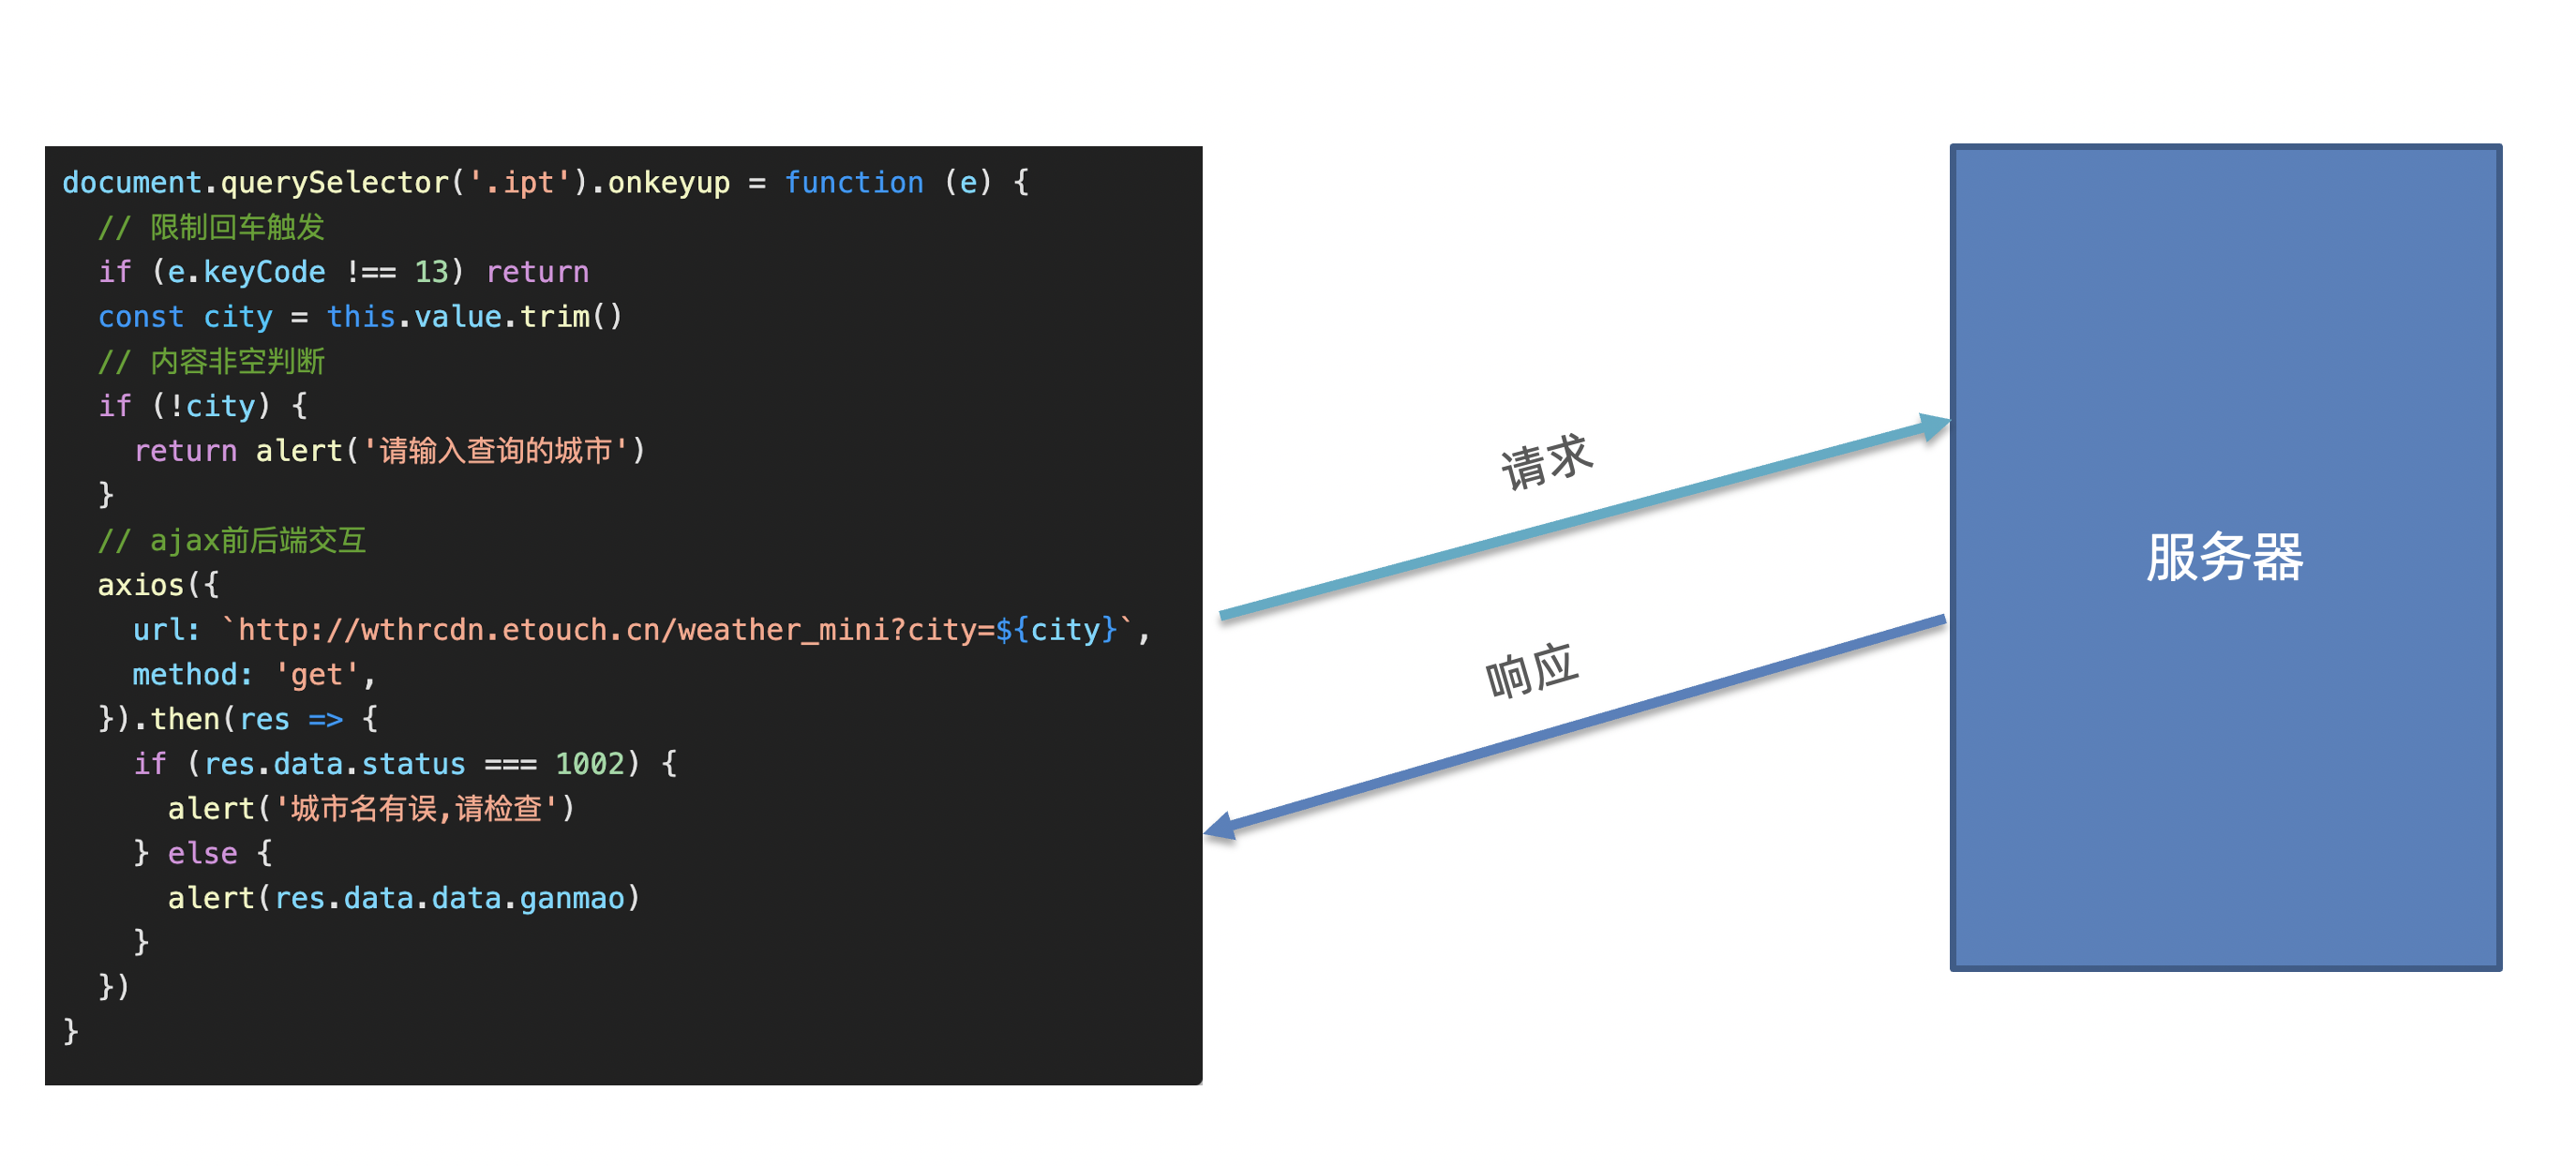 document.querySelector('.ipt').onkeyup = function (e) {
  // 限制回车触发
  if (e.keyCode !== 13) return
  const city = this.value.trim()
  // 内容非空判断
  if (!city) {
    return alert('请输入查询的城市')
  }
  // ajax前后端交互
  axios({
    url: `http://wthrcdn.etouch.cn/weather_mini?city=${city}`,
    method: 'get',
  }).then(res => {
    if (res.data.status === 1002) {
      alert('城市名有误,请检查')
    } else {
      alert(res.data.data.ganmao)
    }
  })
}
请求
响应
服务器